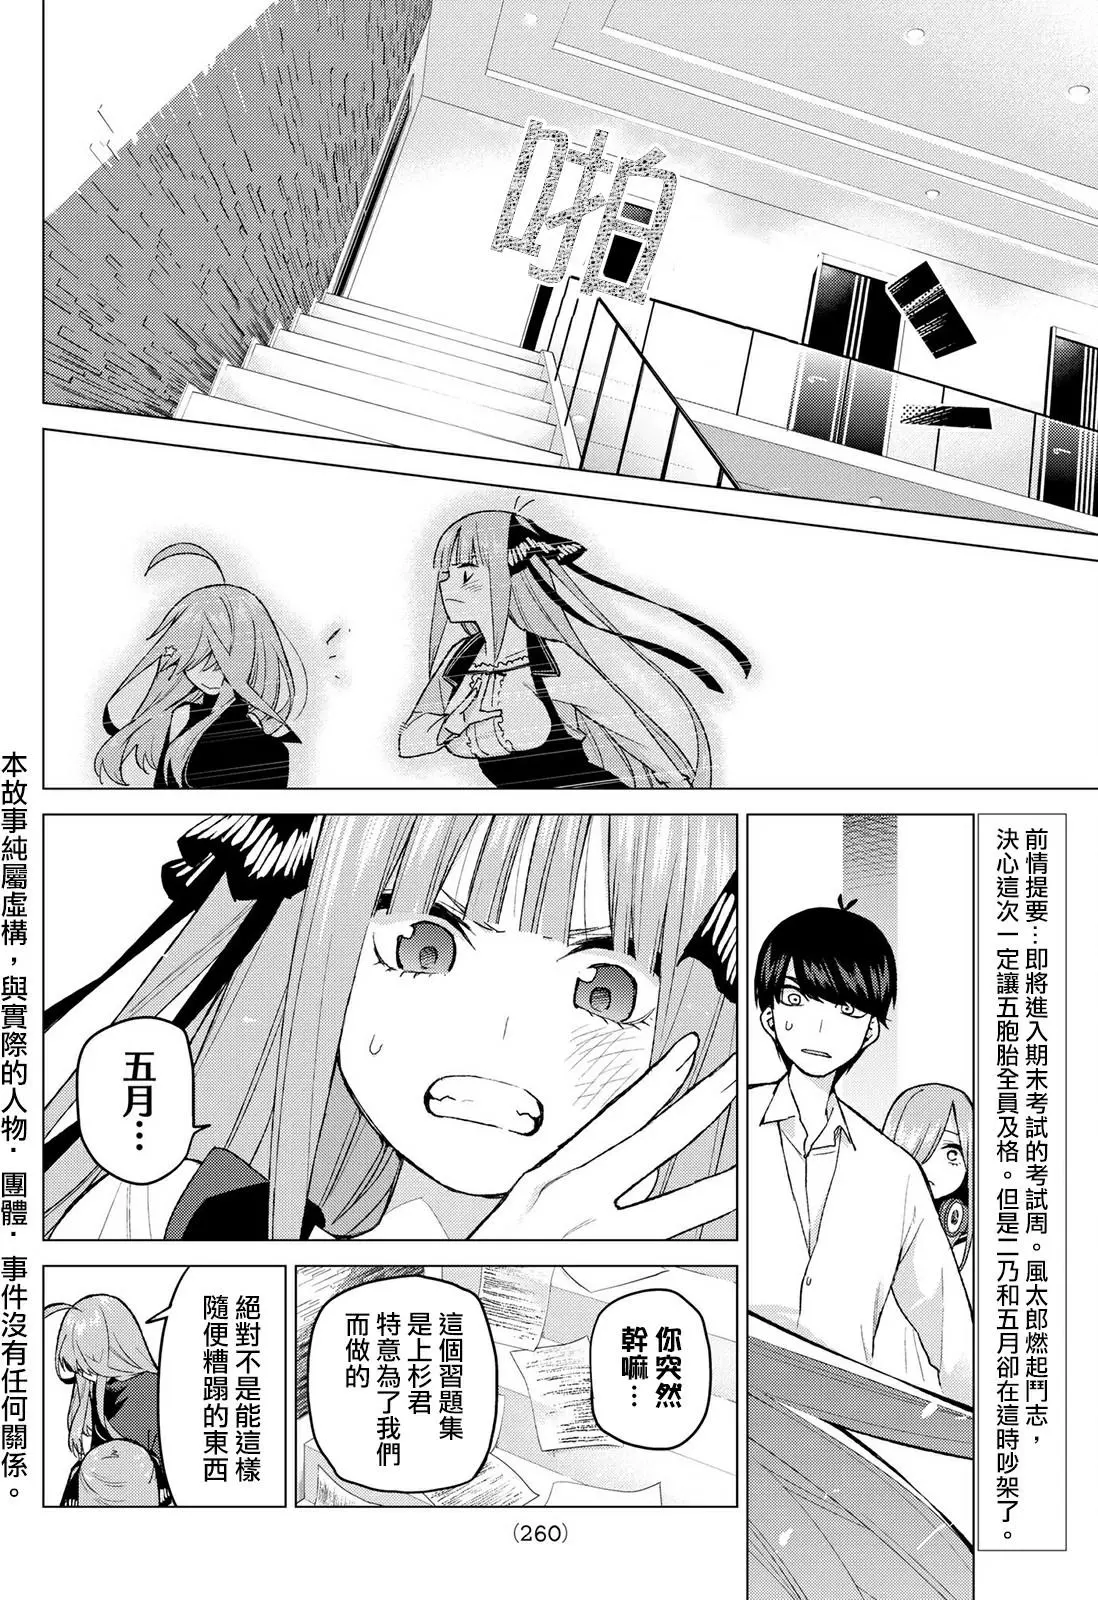 啪
前情提要…即將進入期末考試的考試周。風太郎燃起鬥志，
決心這次一定讓五胞胎全員及格。但是二乃和五月卻在這時吵架了。
五月…
你突然
幹嘛…
這個習題集
是上杉君
特意為了我們
而做的
絕對不是能這樣
隨便糟蹋的東西
本故事純屬虛構，與實際的人物．團體．事件沒有任何關係。
(260)